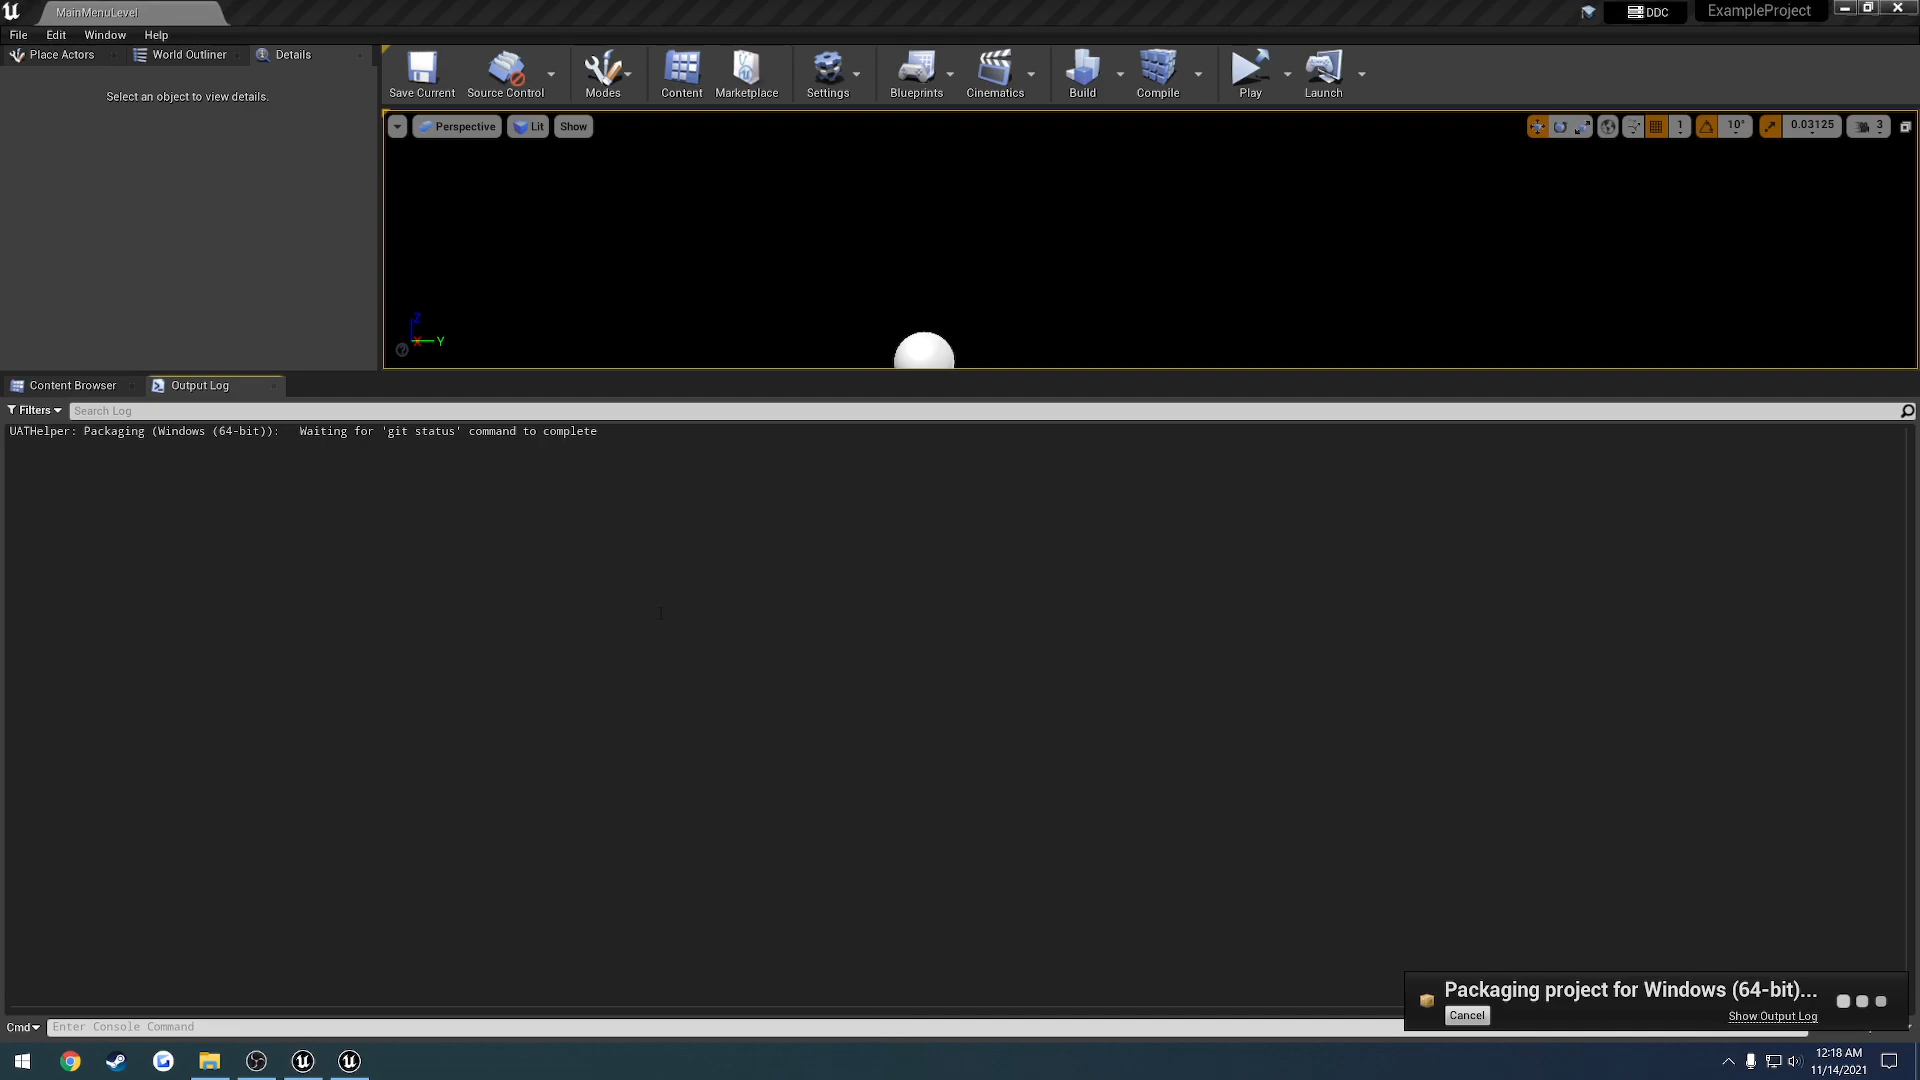 MainMenuLevel
DDC
ExampleProject
File Edit Window Help
Place Actors World Outliner Details
Select an object to view details.
Save Current Source Control Modes Content Marketplace Settings Blueprints Cinematics Build Compile Play Launch
Perspective Lit Show
1 10° 0.03125 3
Z
X Y
Content Browser Output Log
Filters Search Log
UATHelper: Packaging (Windows (64-bit)): Waiting for 'git status' command to complete
Packaging project for Windows (64-bit)...
Cancel Show Output Log
Cmd Enter Console Command
12:18 AM
11/14/2021